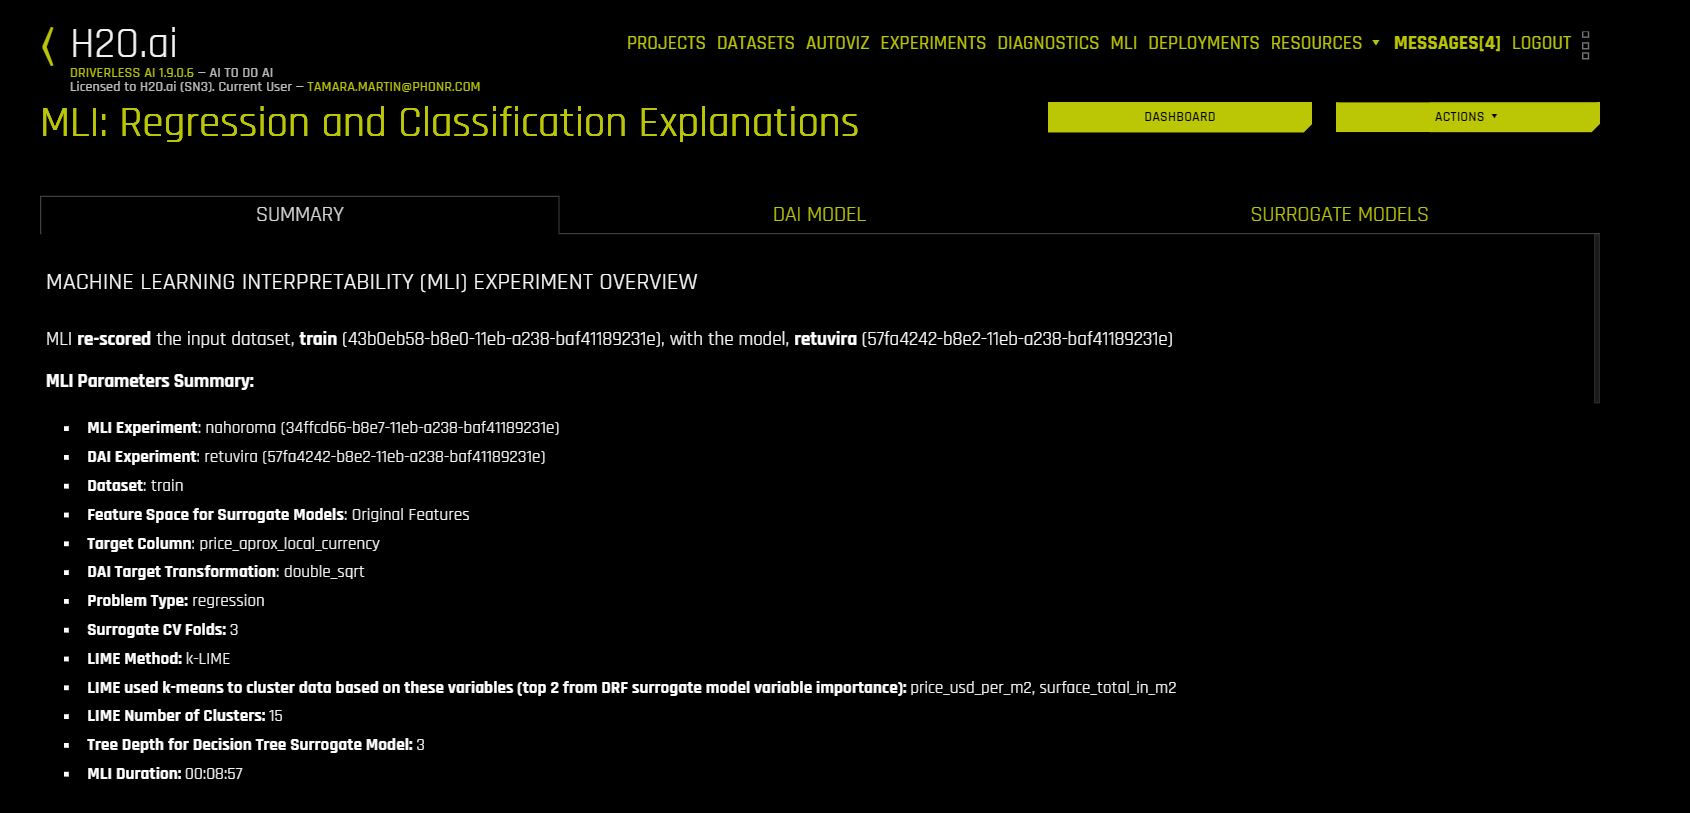 H2O.ai
DRIVERLESS AI 1.9.0.6 – AI TO DO AI
Licensed to H2O.ai (SN3). Current User – TAMARA.MARTIN@PHONR.COM
PROJECTS DATASETS AUTOVIZ EXPERIMENTS DIAGNOSTICS MLI DEPLOYMENTS RESOURCES MESSAGES[4] LOGOUT
MLI: Regression and Classification Explanations
DASHBOARD
ACTIONS
SUMMARY
DAI MODEL
SURROGATE MODELS
MACHINE LEARNING INTERPRETABILITY (MLI) EXPERIMENT OVERVIEW
MLI re-scored the input dataset, train (43b0eb58-b8e0-11eb-a238-baf41189231e), with the model, retuvira (57fa4242-b8e2-11eb-a238-baf41189231e)
MLI Parameters Summary:
MLI Experiment: nahoroma (34ffcd66-b8e7-11eb-a238-baf41189231e)
DAI Experiment: retuvira (57fa4242-b8e2-11eb-a238-baf41189231e)
Dataset: train
Feature Space for Surrogate Models: Original Features
Target Column: price_aprox_local_currency
DAI Target Transformation: double_sqrt
Problem Type: regression
Surrogate CV Folds: 3
LIME Method: k-LIME
LIME used k-means to cluster data based on these variables (top 2 from DRF surrogate model variable importance): price_usd_per_m2, surface_total_in_m2
LIME Number of Clusters: 15
Tree Depth for Decision Tree Surrogate Model: 3
MLI Duration: 00:08:57